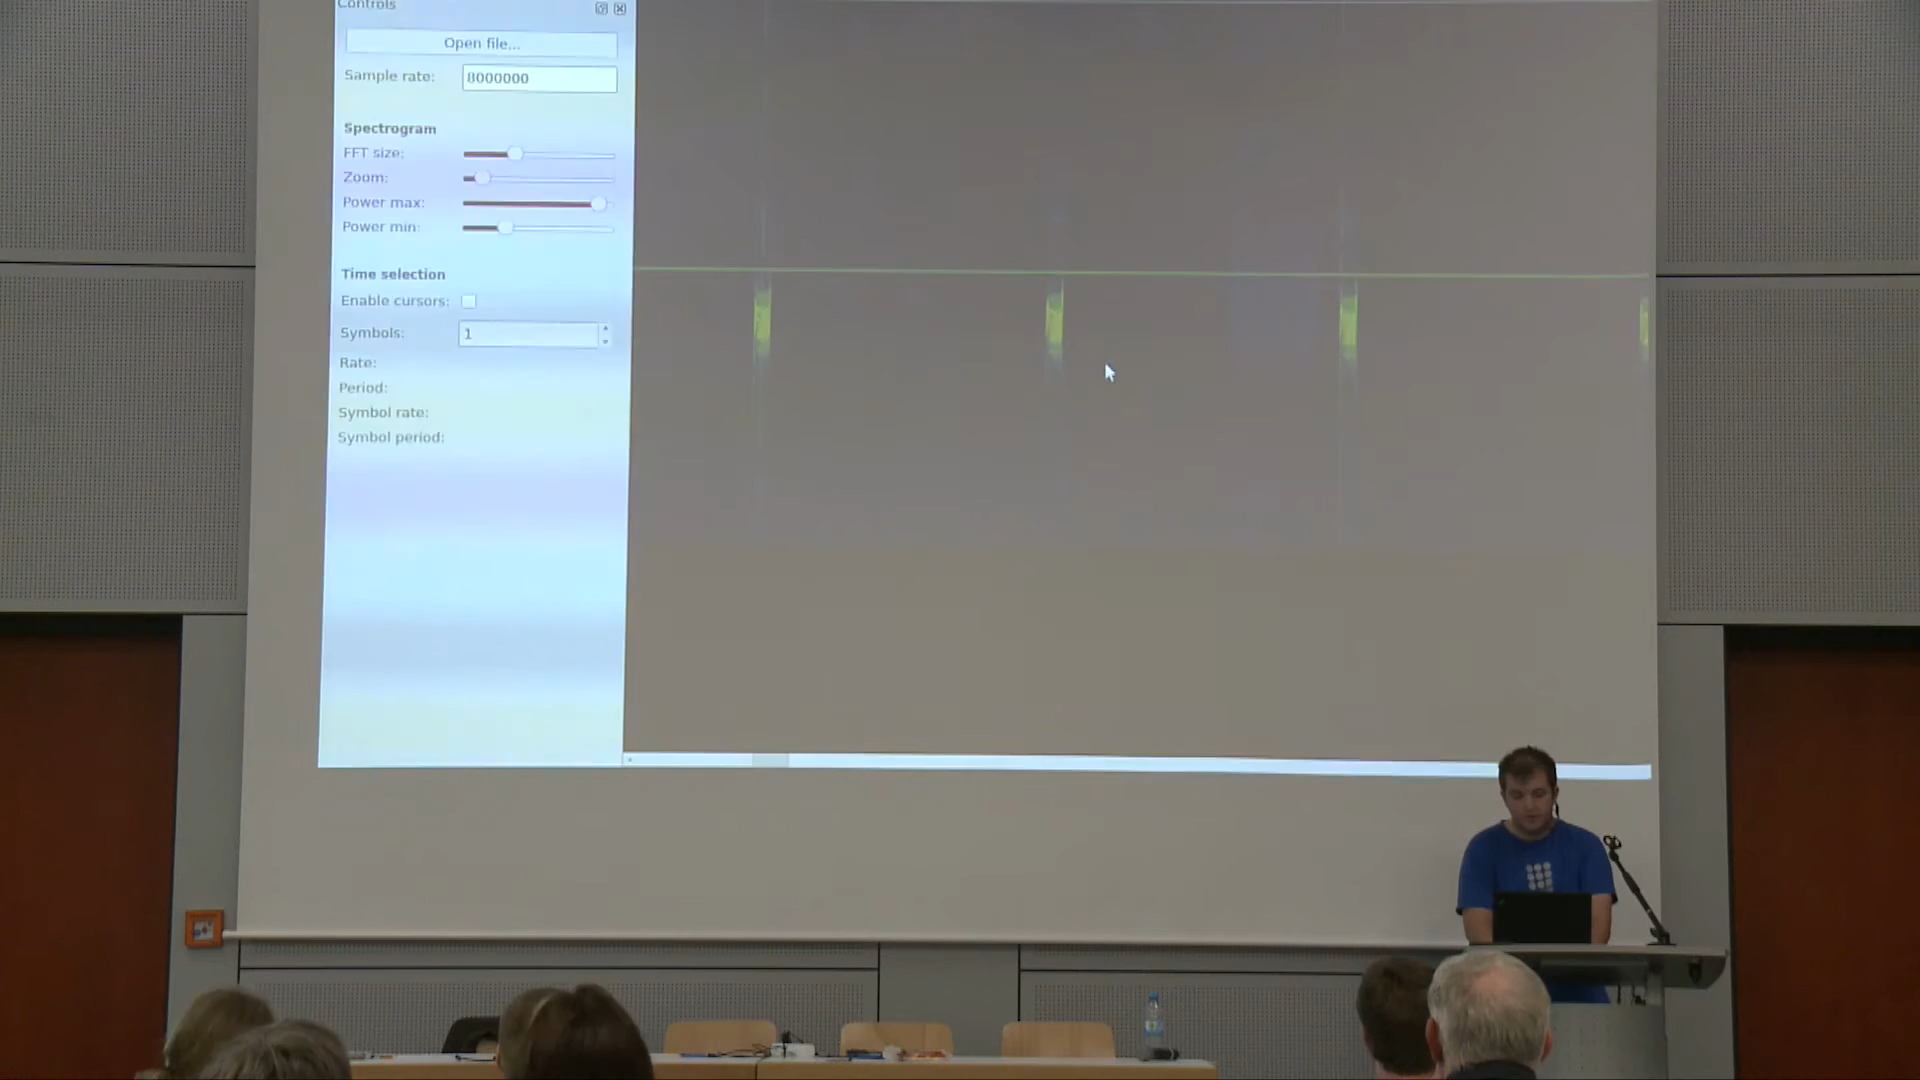 Controls
Open file...
Sample rate: 8000000
Spectrogram
FFT size:
Zoom:
Power max:
Power min:
Time selection
Enable cursors:
Symbols: 1
Rate:
Period:
Symbol rate:
Symbol period: